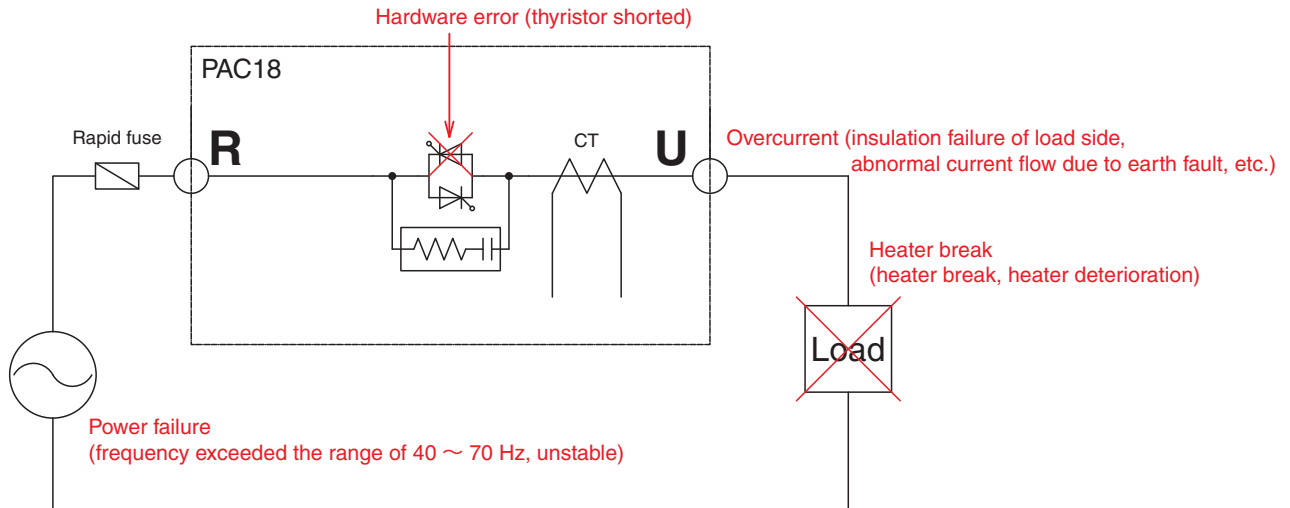 Hardware error (thyristor shorted)
PAC18
Rapid fuse
R
CT
U
Overcurrent (insulation failure of load side,
abnormal current flow due to earth fault, etc.)
Heater break
(heater break, heater deterioration)
Load
Power failure
(frequency exceeded the range of 40 ～ 70 Hz, unstable)